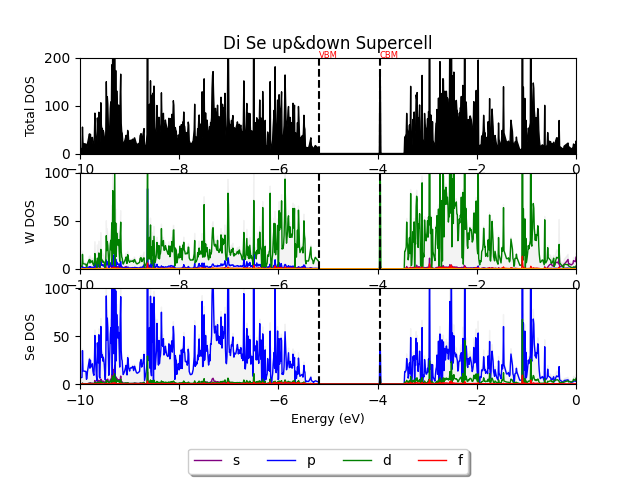 Di Se up&down Supercell
VBM CBM
Total DOS
200
100
0
−10 −8 −6 −4 −2 0
W DOS
100
50
0
−10 −8 −6 −4 −2 0
Se DOS
100
50
0
−10 −8 −6 −4 −2 0
Energy (eV)
s p d f